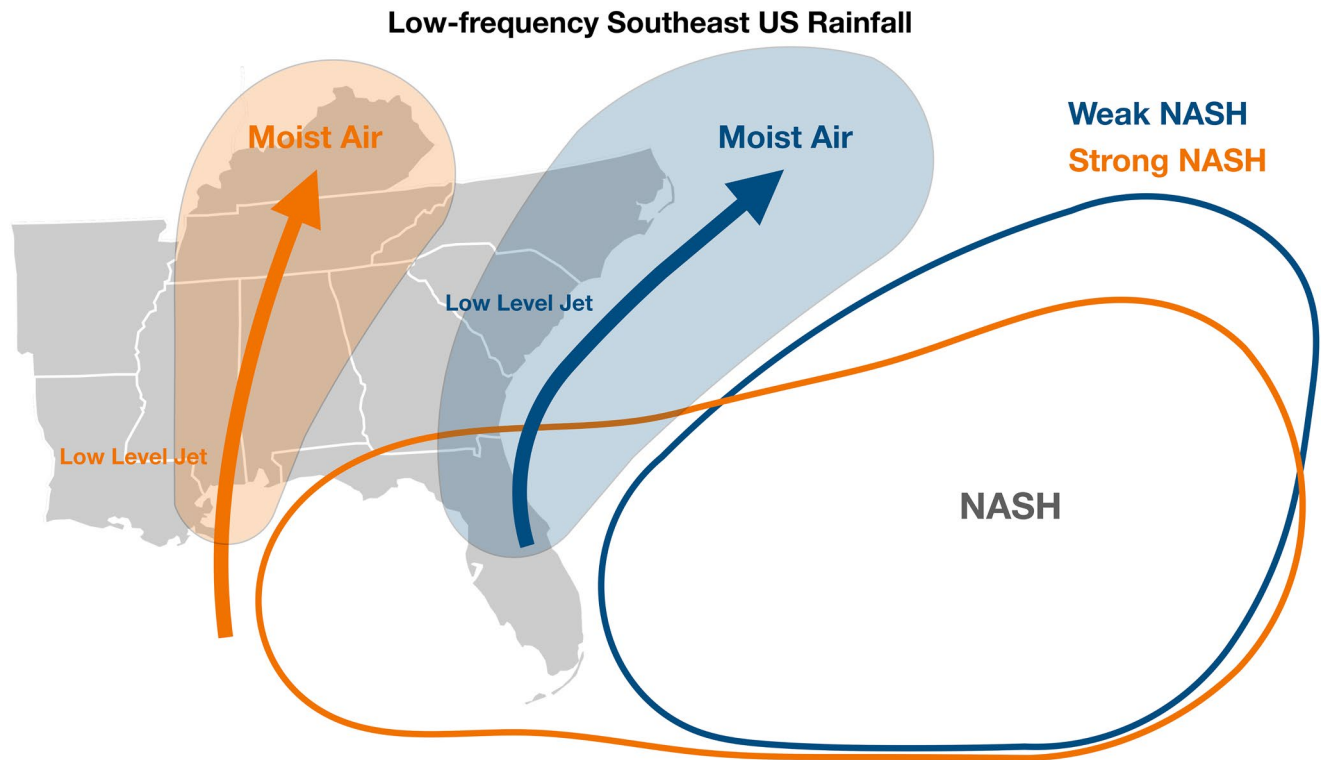 Low-frequency Southeast US Rainfall
Weak NASH
Strong NASH
Moist Air
Moist Air
Low Level Jet
Low Level Jet
NASH